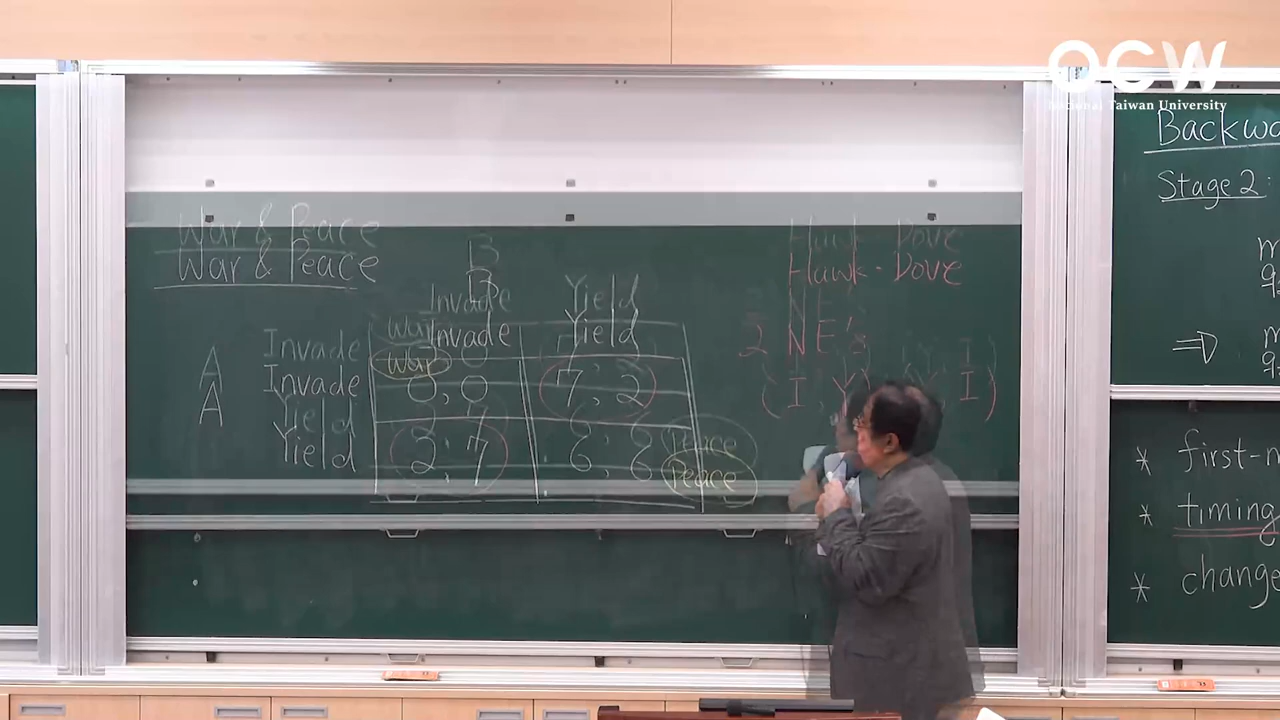 OCW
National Taiwan University
War & Peace
B
Invade Yield
War
A Invade 0, 0 7, 2
Yield 2, 7 6, 6
Peace
Hawk-Dove
2 NE's
(I, Y) I)
Backwa
Stage 2:
⇒
* first-
* timing
* change